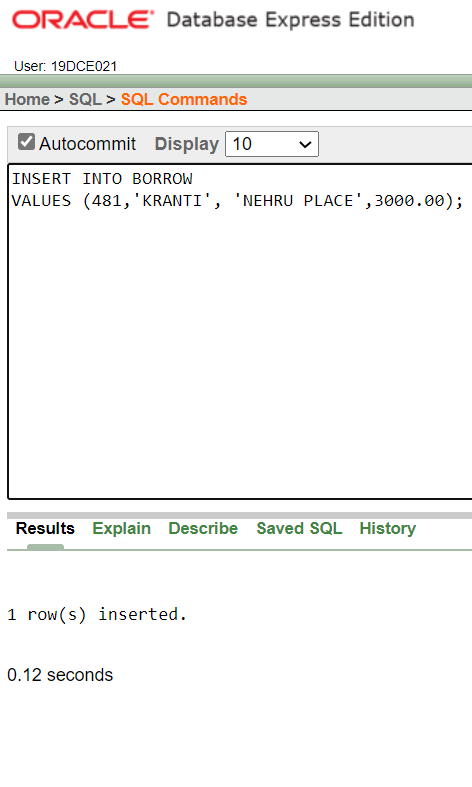 ORACLE® Database Express Edition
User: 19DCE021
Home > SQL > SQL Commands
Autocommit Display 10
INSERT INTO BORROW
VALUES (481,'KRANTI', 'NEHRU PLACE',3000.00);
Results Explain Describe Saved SQL History
1 row(s) inserted.
0.12 seconds